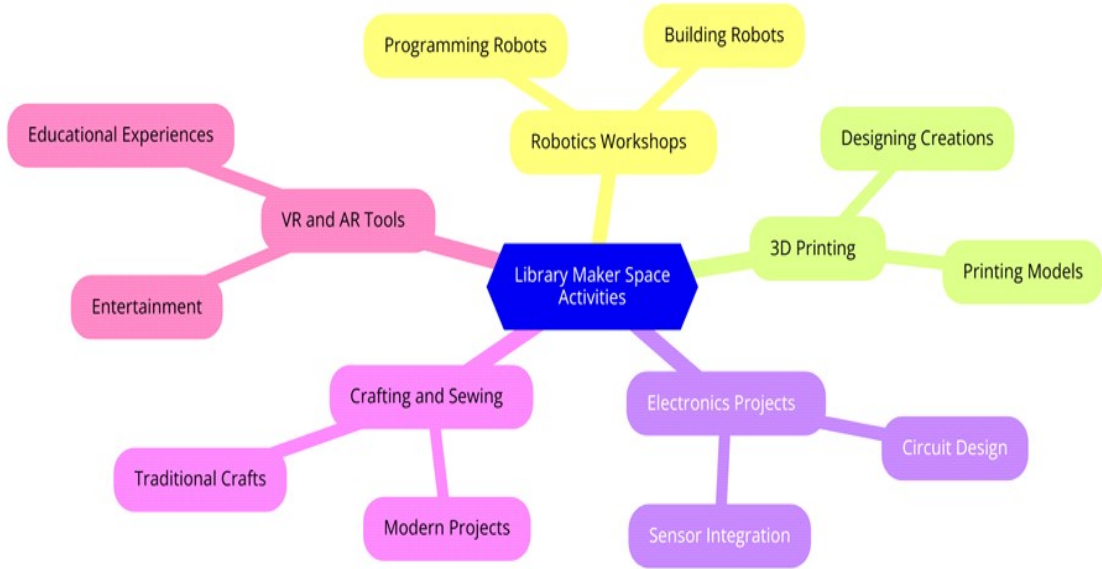 Programming Robots
Building Robots
Robotics Workshops
Educational Experiences
Designing Creations
VR and AR Tools
3D Printing
Library Maker Space
Activities
Printing Models
Entertainment
Crafting and Sewing
Electronics Projects
Circuit Design
Traditional Crafts
Modern Projects
Sensor Integration